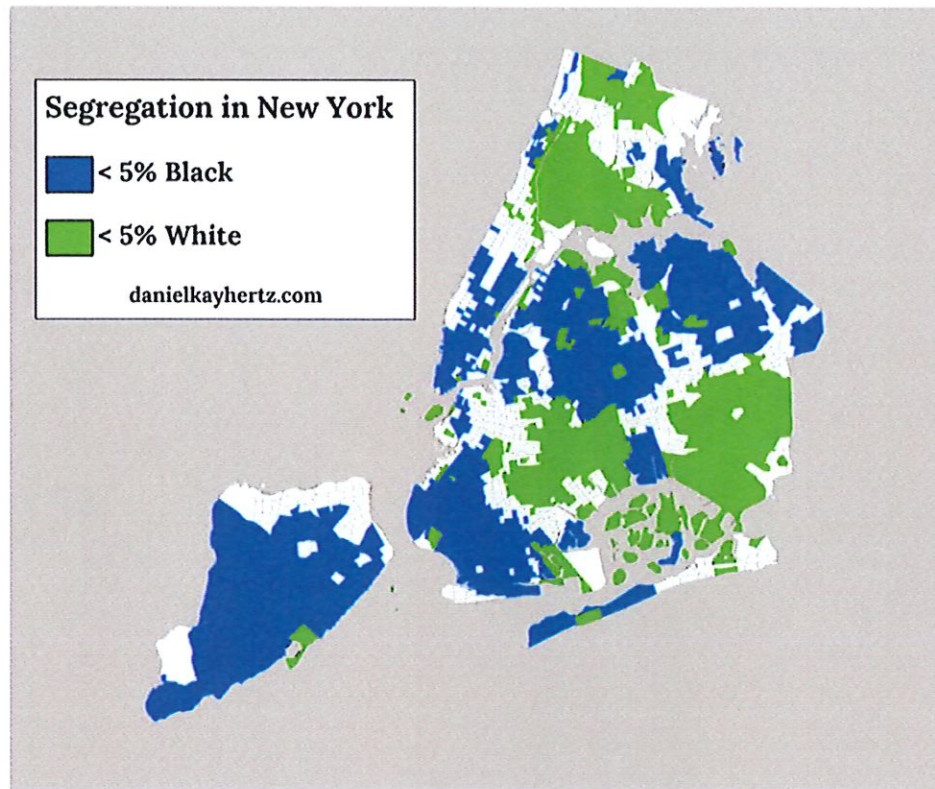 Segregation in New York
< 5% Black
< 5% White
danielkayhertz.com